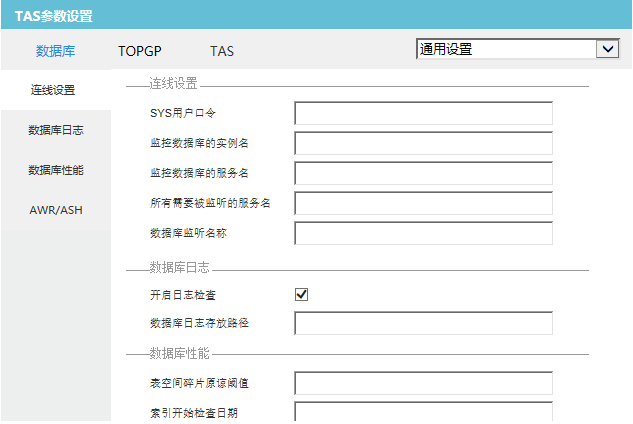 TAS参数设置
数据库 TOPGP TAS 通用设置
连线设置
数据库日志
数据库性能
AWR/ASH
连线设置
SYS用户口令
监控数据库的实例名
监控数据库的服务名
所有需要被监听的服务名
数据库监听名称
数据库日志
开启日志检查
数据库日志存放路径
数据库性能
表空间碎片原谅阈值
索引开始检查日期